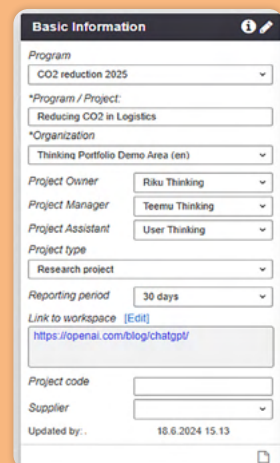 Basic Information
Program
CO2 reduction 2025
*Program / Project:
Reducing CO2 in Logistics
*Organization
Thinking Portfolio Demo Area (en)
Project Owner Riku Thinking
Project Manager Teemu Thinking
Project Assistant User Thinking
Project type
Research project
Reporting period 30 days
Link to workspace [Edit]
https://openai.com/blog/chatgpt/
Project code
Supplier
Updated by: . 18.6.2024 15.13